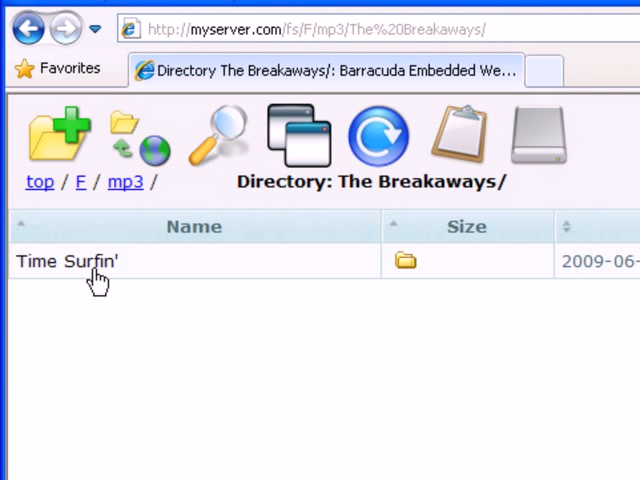 http://myserver.com/fs/F/mp3/The%20Breakaways/
Favorites
Directory The Breakaways/: Barracuda Embedded We...
top / F / mp3 /
Directory: The Breakaways/
Name Size
Time Surfin' 2009-06-